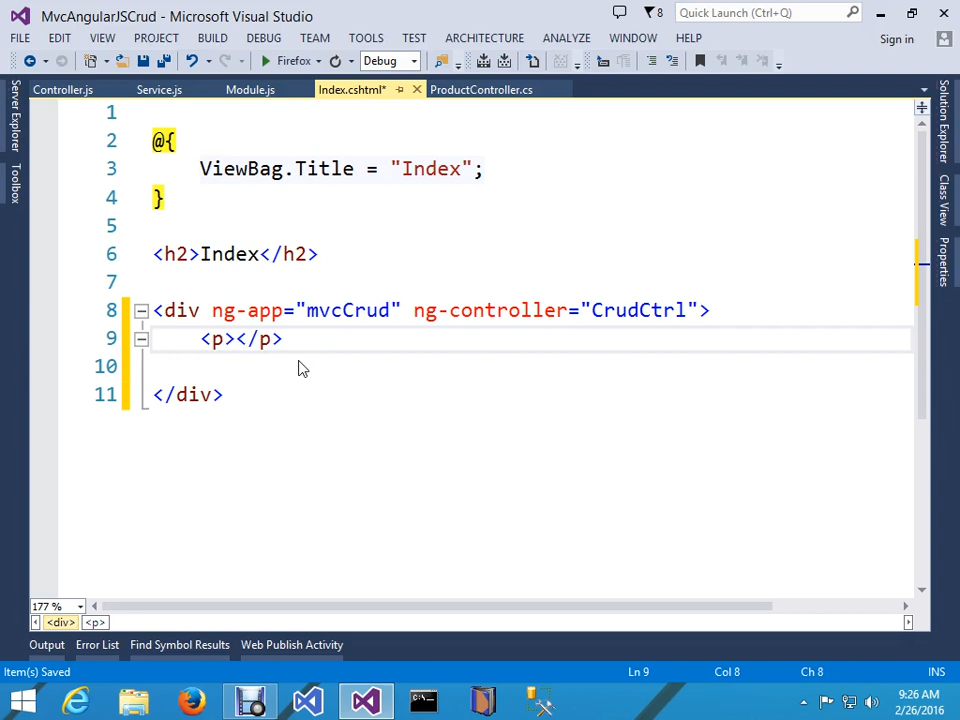 MvcAngularJSCrud - Microsoft Visual Studio
8
Quick Launch (Ctrl+Q)
FILE EDIT VIEW PROJECT BUILD DEBUG TEAM TOOLS TEST ARCHITECTURE ANALYZE WINDOW HELP
Sign in
Firefox
Debug
Controller.js
Service.js
Module.js
Index.cshtml*
ProductController.cs
Server Explorer
Toolbox
Solution Explorer
Class View
Properties
1
2 @{
3 ViewBag.Title = "Index";
4 }
5
6 <h2>Index</h2>
7
8 <div ng-app="mvcCrud" ng-controller="CrudCtrl">
9 <p></p>
10
11 </div>
177 %
<div> <p>
Output Error List Find Symbol Results Web Publish Activity
Item(s) Saved
Ln 9
Col 8
Ch 8
INS
9:26 AM
2/26/2016